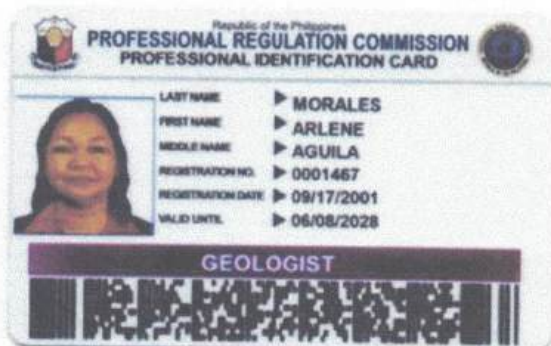 Republic of the Philippines
PROFESSIONAL REGULATION COMMISSION
PROFESSIONAL IDENTIFICATION CARD
LAST NAME ▶ MORALES
FIRST NAME ▶ ARLENE
MIDDLE NAME ▶ AGUILA
REGISTRATION NO. ▶ 0001467
REGISTRATION DATE ▶ 09/17/2001
VALID UNTIL ▶ 06/08/2028
GEOLOGIST